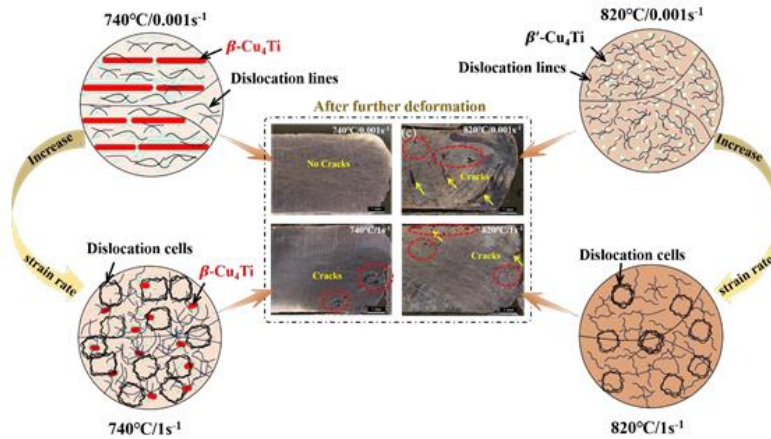 740°C/0.001s⁻¹
820°C/0.001s⁻¹
β-Cu₄Ti
β′-Cu₄Ti
Dislocation lines
Dislocation lines
After further deformation
740°C/0.001s⁻¹
(c)
820°C/0.001s⁻¹
No Cracks
Cracks
Increase
Increase
740°C/1s⁻¹
820°C/1s⁻¹
Cracks
Cracks
Dislocation cells
β-Cu₄Ti
Dislocation cells
strain rate
strain rate
740°C/1s⁻¹
820°C/1s⁻¹